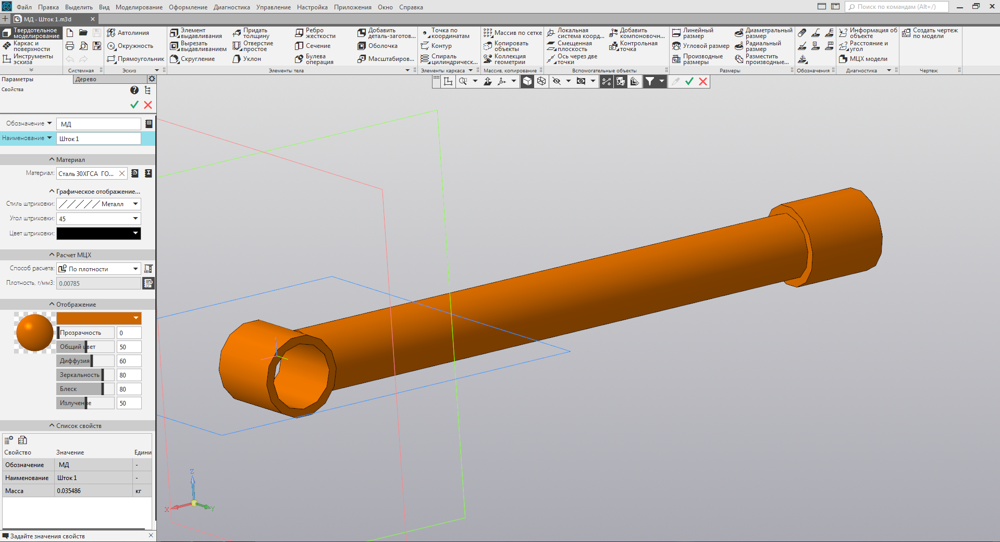 Файл Правка Выделить Вид Моделирование Оформление Диагностика Управление Настройка Приложения Окно Справка
Поиск по командам (Alt+/)
МД - Шток 1.m3d
Твердотельное моделирование
Каркас и поверхности
Инструменты эскиза
Системная
Автолиния
Окружность
Прямоугольник
Эскиз
Элемент выдавливания
Вырезать выдавливанием
Скругление
Придать толщину
Отверстие простое
Уклон
Ребро жесткости
Сечение
Булева операция
Добавить деталь-заготов...
Оболочка
Масштабиров...
Элементы тела
Точка по координатам
Контур
Спираль цилиндрическ...
Элементы каркаса
Массив по сетке
Копировать объекты
Коллекция геометрии
Массив, копирование
Локальная система коорд...
Смещенная плоскость
Ось через две точки
Добавить компоновочн...
Контрольная точка
Вспомогательные объекты
Линейный размер
Угловой размер
Производные размеры
Диаметральный размер
Радиальный размер
Разместить производные...
Размеры
Обозначения
Информация об объекте
Расстояние и угол
МЦХ модели
Диагностика
Создать чертеж по модели
Чертеж
Параметры
Дерево
Свойства
Обозначение МД
Наименование Шток 1
Материал
Материал: Сталь 30ХГСА ГО...
Графическое отображение...
Стиль штриховки: Металл
Угол штриховки: 45
Цвет штриховки:
Расчет МЦХ
Способ расчета: По плотности
Плотность, г/мм3: 0.00785
Отображение
Прозрачность 0
Общий цвет 50
Диффузия 60
Зеркальность 80
Блеск 80
Излучение 50
Список свойств
Свойство Значение Едини
Обозначение МД -
Наименование Шток 1 -
Масса 0.035486 кг
Задайте значения свойств
Z
X
Y